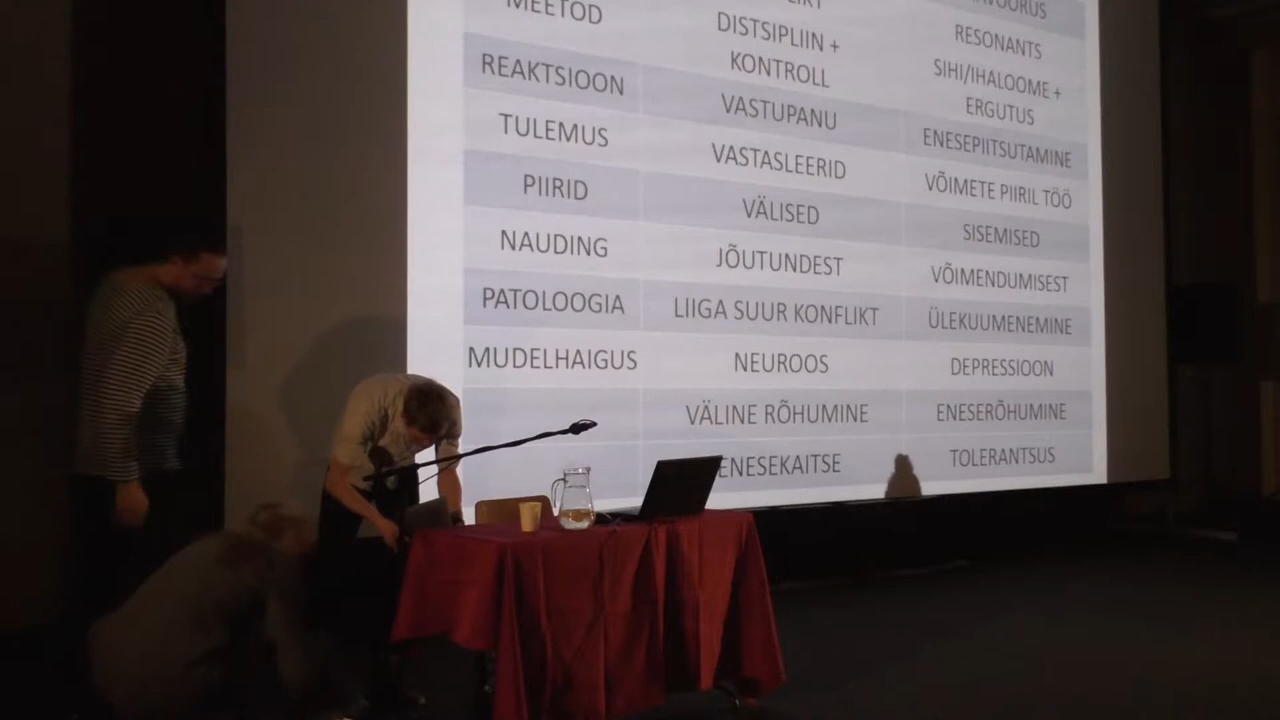 MEETOD
DISTSIPLIIN +
KONTROLL
RESONANTS
SIHI/IHALOOME +
ERGUTUS
REAKTSIOON
VASTUPANU
ENESEPIITSUTAMINE
TULEMUS
VASTASLEERID
VÕIMETE PIIRIL TÖÖ
PIIRID
VÄLISED
SISEMISED
NAUDING
JÕUTUNDEST
VÕIMENDUMISEST
PATOLOOGIA
LIIGA SUUR KONFLIKT
ÜLEKUUMENEMINE
MUDELHAIGUS
NEUROOS
DEPRESSIOON
VÄLINE RÕHUMINE
ENESERÕHUMINE
ENESEKAITSE
TOLERANTSUS